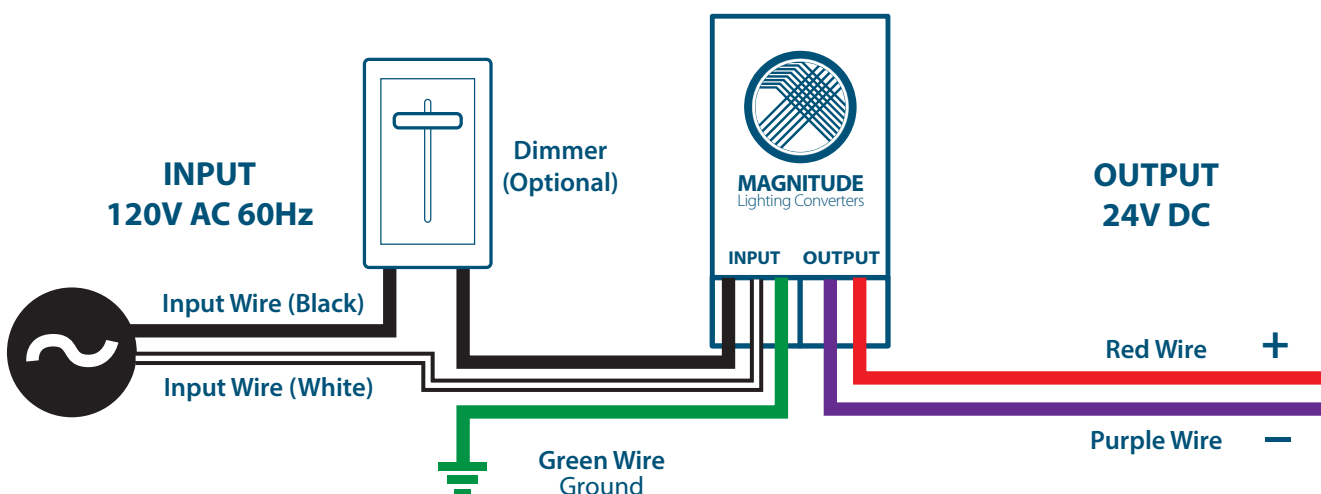 INPUT
120V AC 60Hz
Dimmer
(Optional)
MAGNITUDE
Lighting Converters
INPUT OUTPUT
OUTPUT
24V DC
Input Wire (Black)
Input Wire (White)
Green Wire
Ground
Red Wire +
Purple Wire −